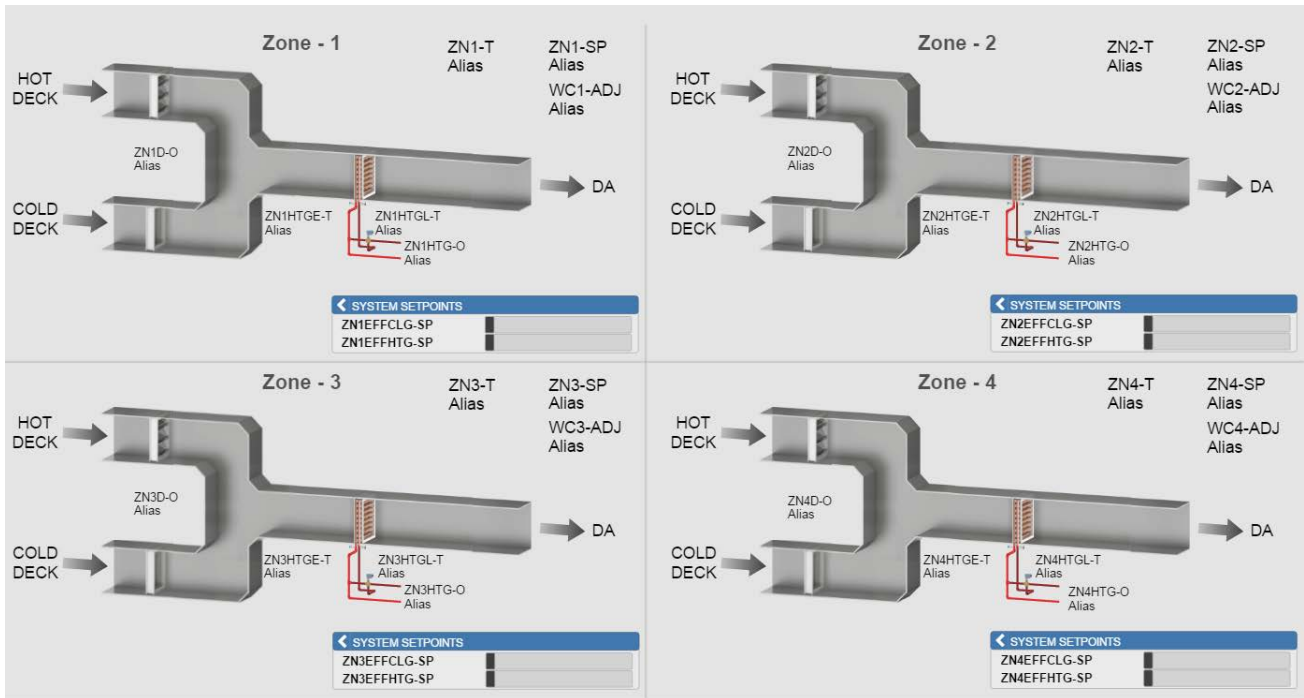 Zone - 1
ZN1-T
Alias
ZN1-SP
Alias
WC1-ADJ
Alias
HOT
DECK
ZN1D-O
Alias
COLD
DECK
DA
ZN1HTGE-T
Alias
ZN1HTGL-T
Alias
ZN1HTG-O
Alias
SYSTEM SETPOINTS
ZN1EFFCLG-SP
ZN1EFFHTG-SP
Zone - 2
ZN2-T
Alias
ZN2-SP
Alias
WC2-ADJ
Alias
HOT
DECK
ZN2D-O
Alias
COLD
DECK
DA
ZN2HTGE-T
Alias
ZN2HTGL-T
Alias
ZN2HTG-O
Alias
SYSTEM SETPOINTS
ZN2EFFCLG-SP
ZN2EFFHTG-SP
Zone - 3
ZN3-T
Alias
ZN3-SP
Alias
WC3-ADJ
Alias
HOT
DECK
ZN3D-O
Alias
COLD
DECK
DA
ZN3HTGE-T
Alias
ZN3HTGL-T
Alias
ZN3HTG-O
Alias
SYSTEM SETPOINTS
ZN3EFFCLG-SP
ZN3EFFHTG-SP
Zone - 4
ZN4-T
Alias
ZN4-SP
Alias
WC4-ADJ
Alias
HOT
DECK
ZN4D-O
Alias
COLD
DECK
DA
ZN4HTGE-T
Alias
ZN4HTGL-T
Alias
ZN4HTG-O
Alias
SYSTEM SETPOINTS
ZN4EFFCLG-SP
ZN4EFFHTG-SP